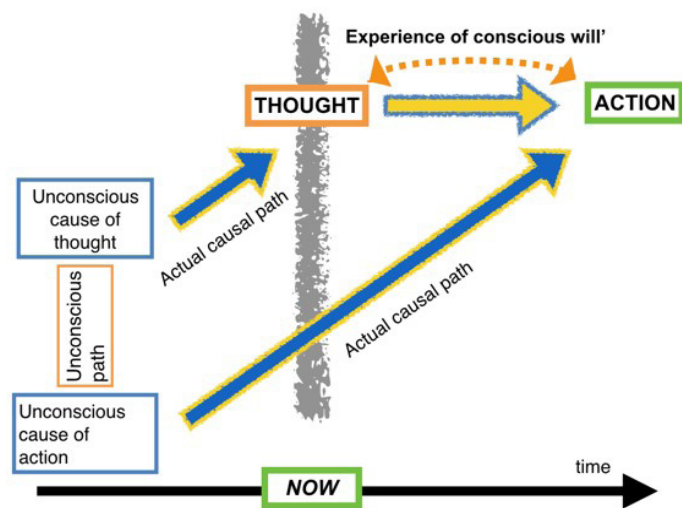 Experience of conscious will'
THOUGHT
ACTION
Unconscious
cause of
thought
Actual causal path
Unconscious
path
Actual causal path
Unconscious
cause of
action
time
NOW